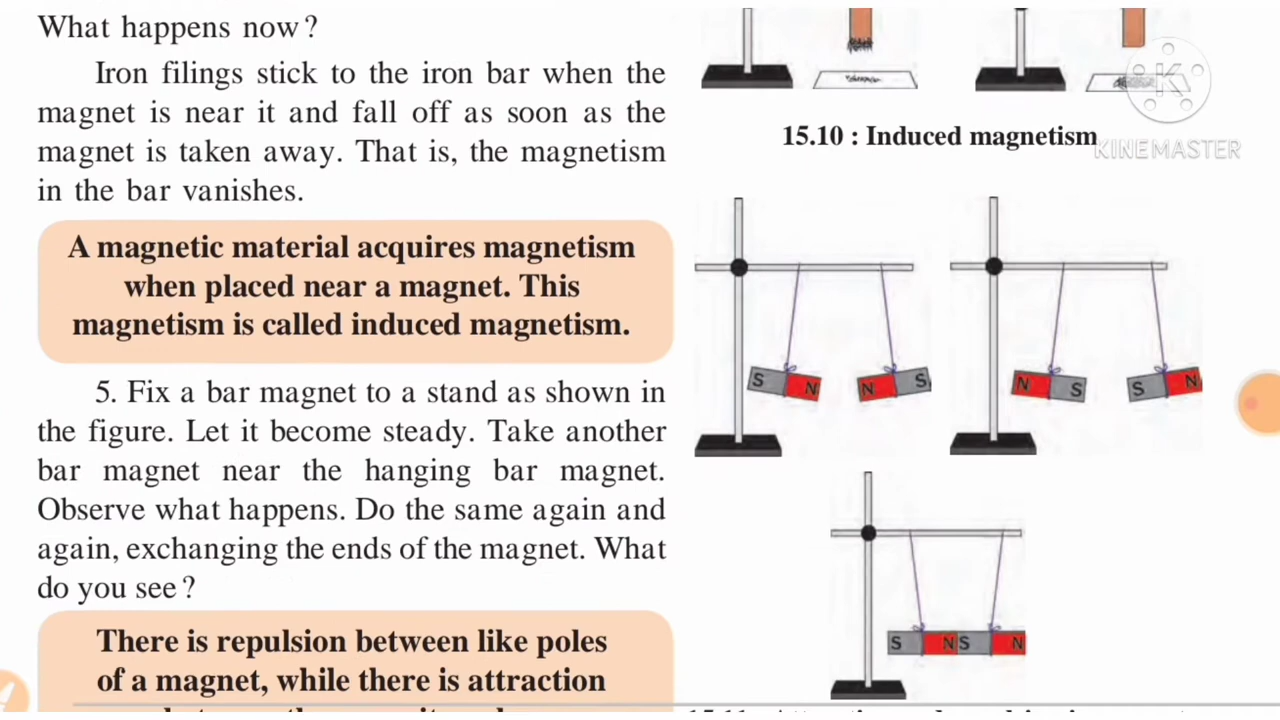 What happens now?
Iron filings stick to the iron bar when the
magnet is near it and fall off as soon as the
magnet is taken away. That is, the magnetism
in the bar vanishes.
A magnetic material acquires magnetism
when placed near a magnet. This
magnetism is called induced magnetism.
5. Fix a bar magnet to a stand as shown in
the figure. Let it become steady. Take another
bar magnet near the hanging bar magnet.
Observe what happens. Do the same again and
again, exchanging the ends of the magnet. What
do you see?
There is repulsion between like poles
of a magnet, while there is attraction
K
KINEMASTER
15.10 : Induced magnetism
S N N S
N S S N
S N S N